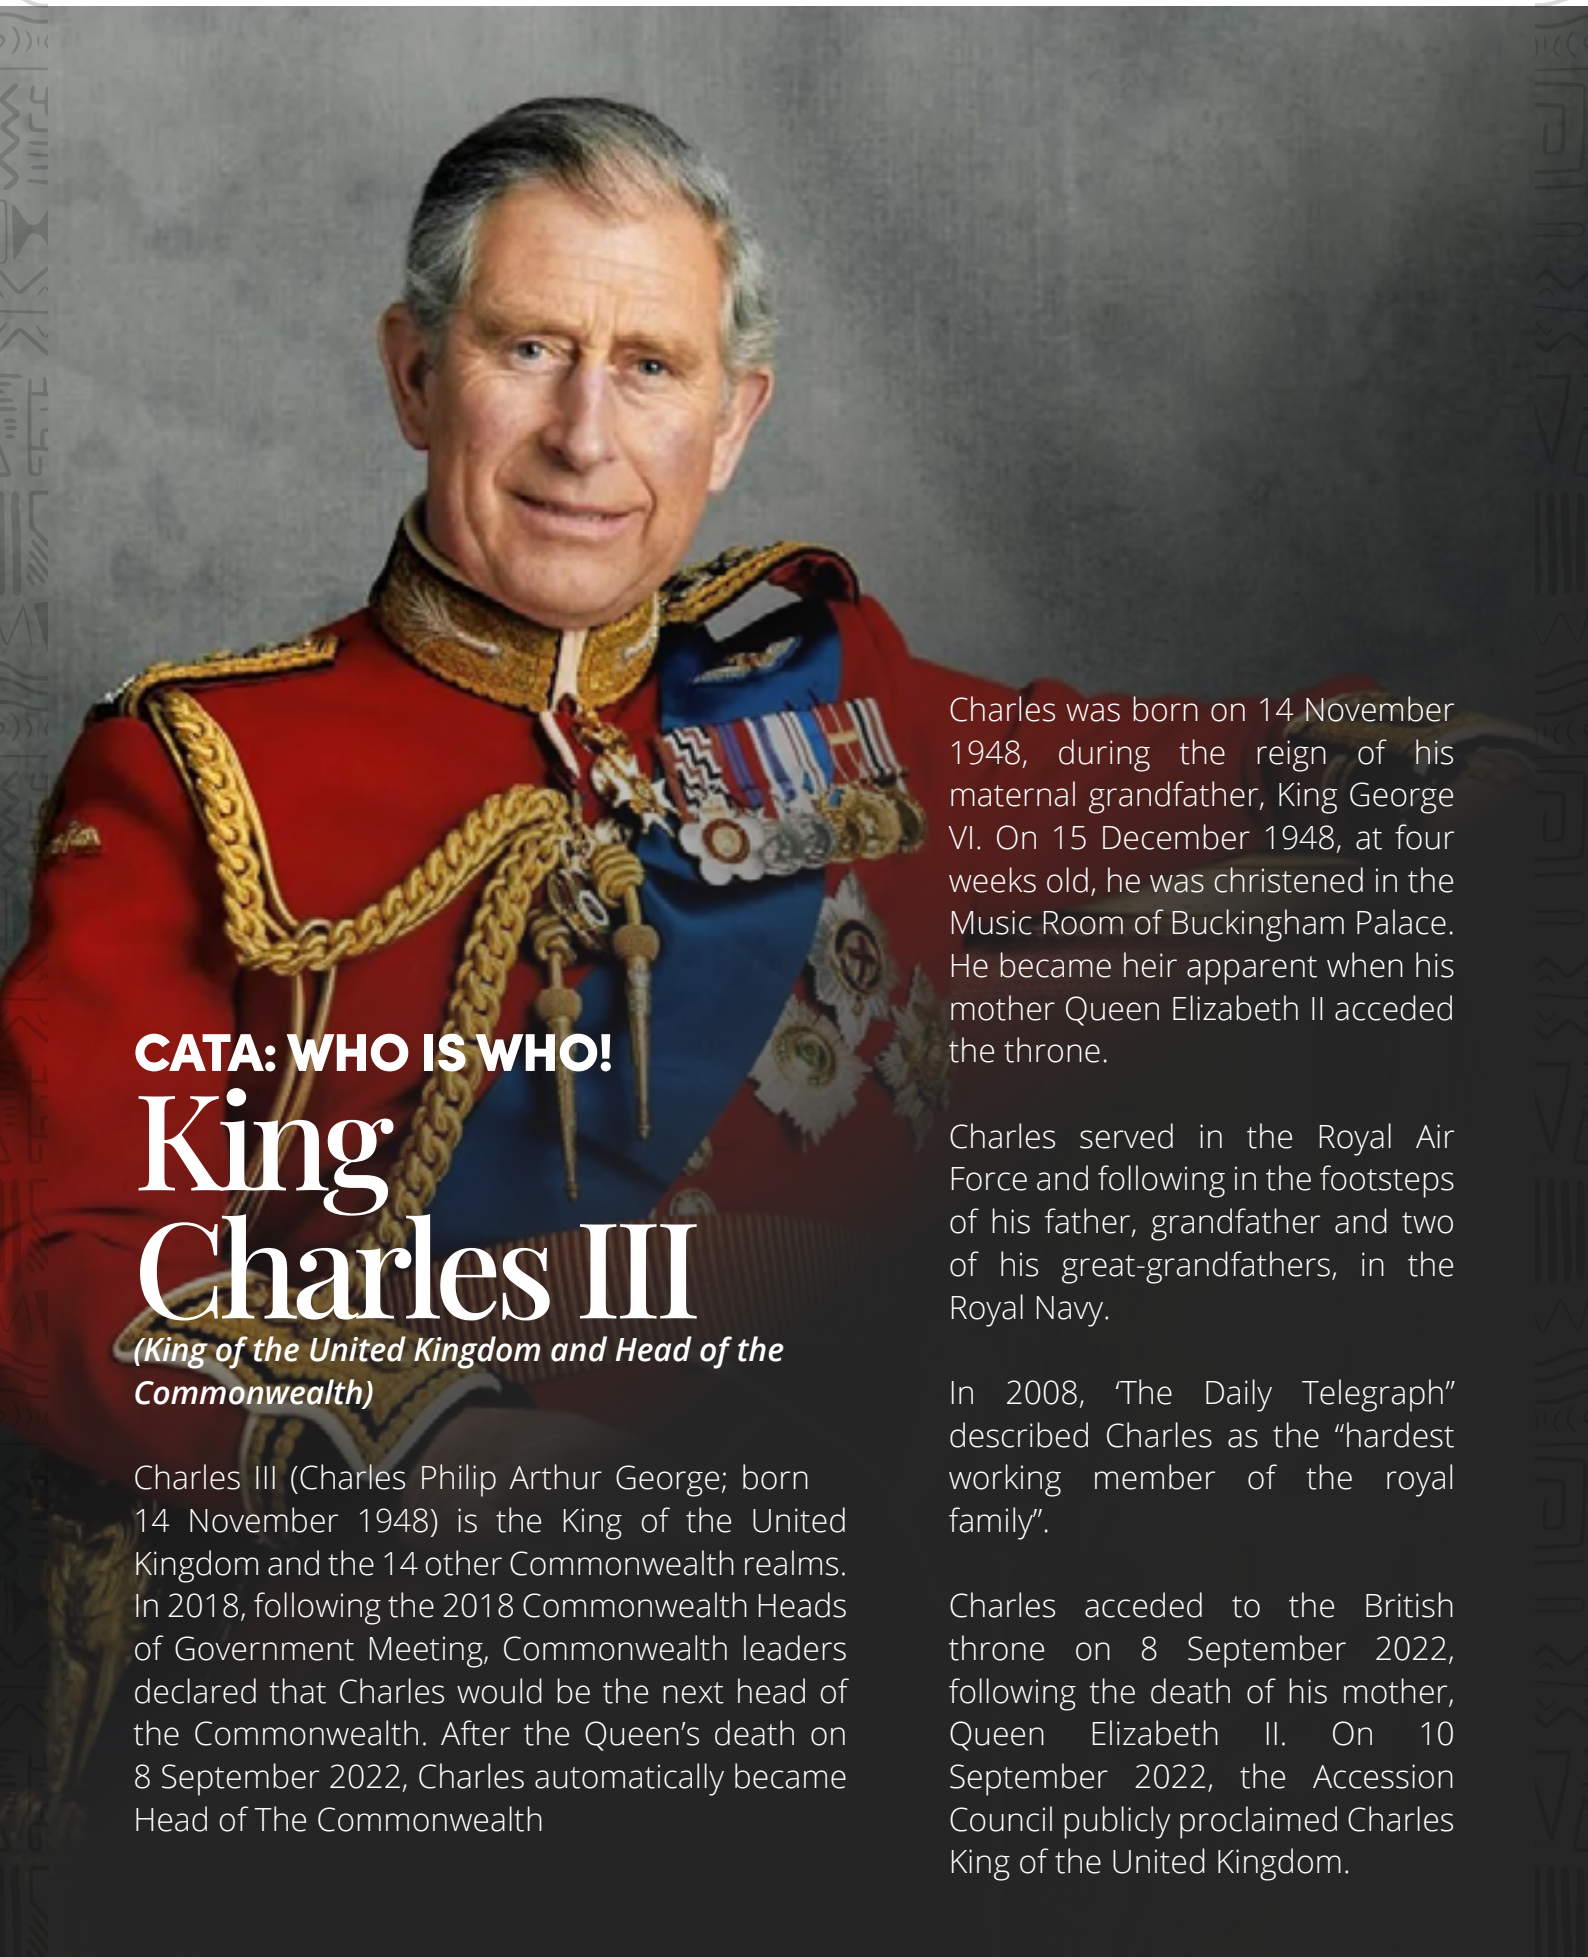 CATA: WHO IS WHO!
King
Charles III
(King of the United Kingdom and Head of the
Commonwealth)
Charles III (Charles Philip Arthur George; born
14 November 1948) is the King of the United
Kingdom and the 14 other Commonwealth realms.
In 2018, following the 2018 Commonwealth Heads
of Government Meeting, Commonwealth leaders
declared that Charles would be the next head of
the Commonwealth. After the Queen’s death on
8 September 2022, Charles automatically became
Head of The Commonwealth
Charles was born on 14 November
1948, during the reign of his
maternal grandfather, King George
VI. On 15 December 1948, at four
weeks old, he was christened in the
Music Room of Buckingham Palace.
He became heir apparent when his
mother Queen Elizabeth II acceded
the throne.
Charles served in the Royal Air
Force and following in the footsteps
of his father, grandfather and two
of his great-grandfathers, in the
Royal Navy.
In 2008, ‘The Daily Telegraph”
described Charles as the “hardest
working member of the royal
family”.
Charles acceded to the British
throne on 8 September 2022,
following the death of his mother,
Queen Elizabeth II. On 10
September 2022, the Accession
Council publicly proclaimed Charles
King of the United Kingdom.